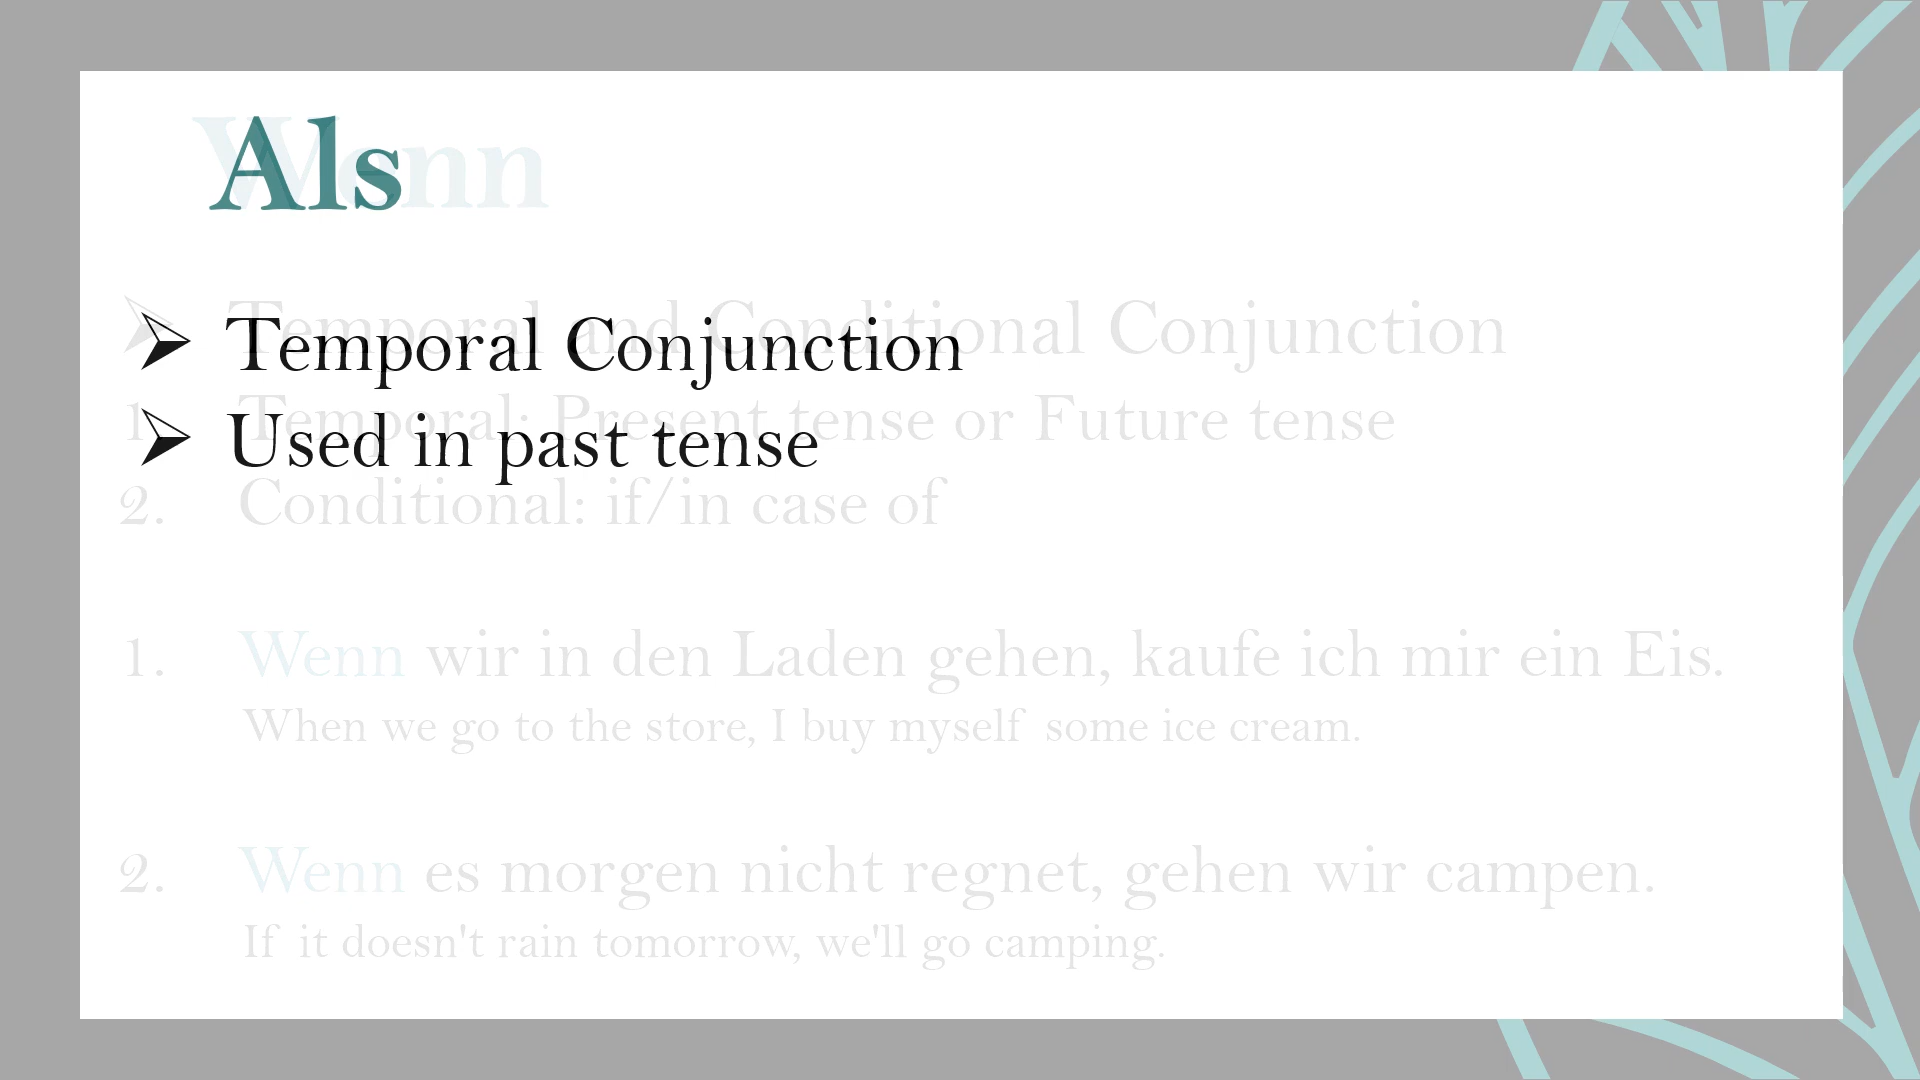 Als
Wenn
Temporal and Conditional Conjunction
Temporal Conjunction
1. Temporal: Present tense or Future tense
Used in past tense
2. Conditional: if/in case of
1. Wenn wir in den Laden gehen, kaufe ich mir ein Eis.
When we go to the store, I buy myself some ice cream.
2. Wenn es morgen nicht regnet, gehen wir campen.
If it doesn't rain tomorrow, we'll go camping.